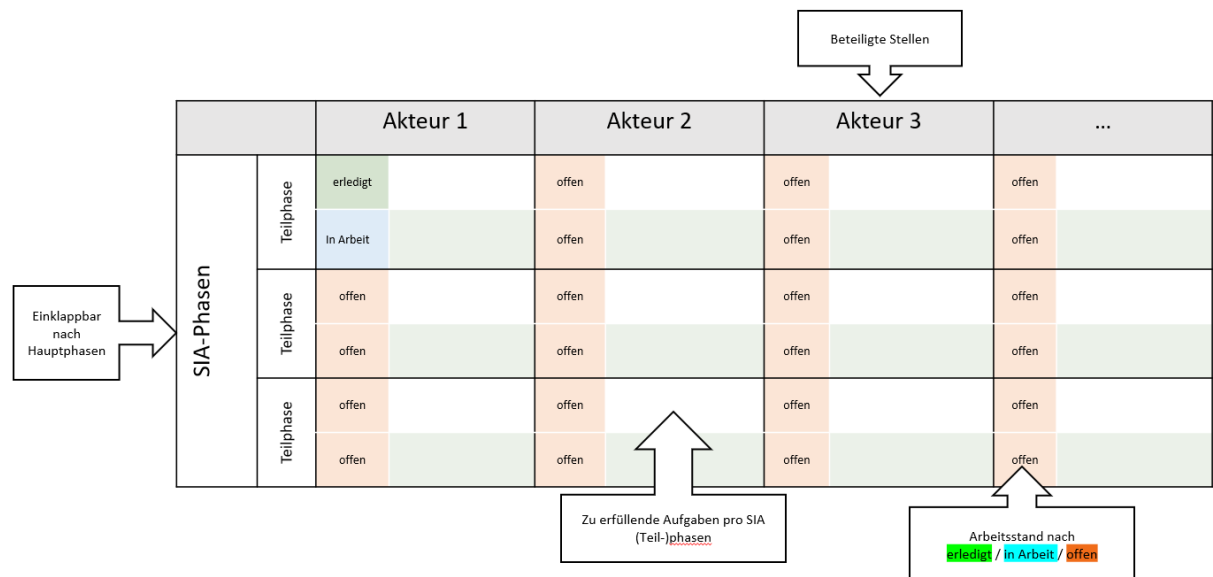 Beteiligte Stellen
Akteur 1 Akteur 2 Akteur 3 ...
SIA-Phasen
Teilphase
erledigt offen offen offen
In Arbeit offen offen offen
Teilphase
offen offen offen offen
offen offen offen offen
Teilphase
offen offen offen offen
offen offen offen offen
Einklappbar
nach
Hauptphasen
Zu erfüllende Aufgaben pro SIA
(Teil-)phasen
Arbeitsstand nach
erledigt / in Arbeit / offen